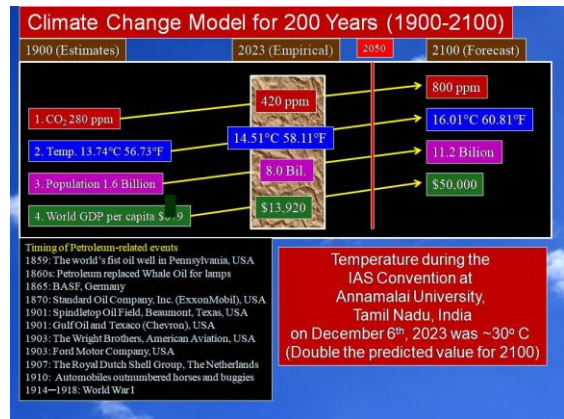 Climate Change Model for 200 Years (1900-2100)
1900 (Estimates) 2023 (Empirical) 2050 2100 (Forecast)
1. CO2 280 ppm 420 ppm 800 ppm
2. Temp. 13.74°C 56.73°F 14.51°C 58.11°F 16.01°C 60.81°F
3. Population 1.6 Billion 8.0 Bil. 11.2 Bilion
4. World GDP per capita $13,920 $50,000
Timing of Petroleum-related events
1859: The world's fist oil well in Pennsylvania, USA
1860s: Petroleum replaced Whale Oil for lamps
1865: BASF, Germany
1870: Standard Oil Company, Inc. (ExxonMobil), USA
1901: Spindletop Oil Field, Beaumont, Texas, USA
1901: Gulf Oil and Texaco (Chevron), USA
1903: The Wright Brothers, American Aviation, USA
1903: Ford Motor Company, USA
1907: The Royal Dutch Shell Group, The Netherlands
1910: Automobiles outnumbered horses and buggies
1914—1918: World War I
Temperature during the
IAS Convention at
Annamalai University,
Tamil Nadu, India
on December 6th, 2023 was ~30° C
(Double the predicted value for 2100)